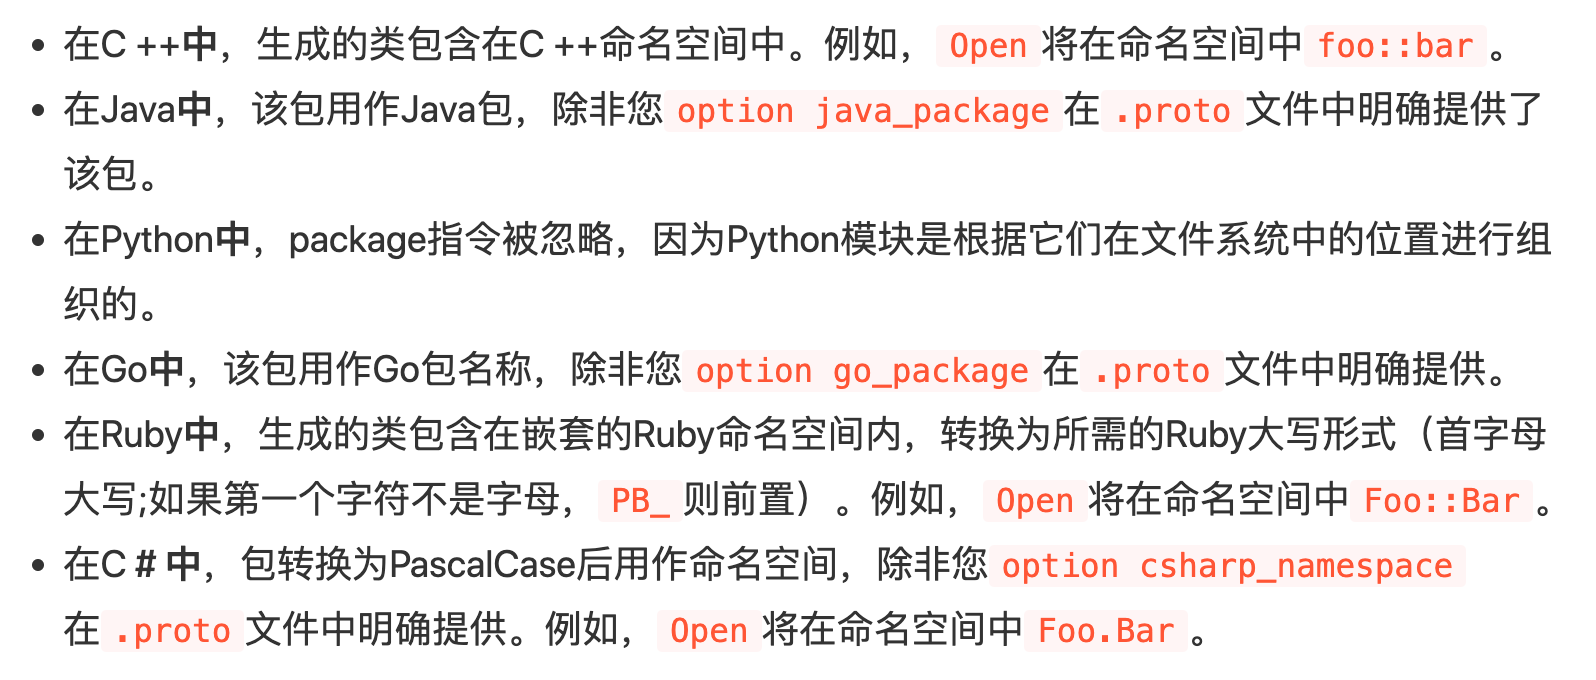 • 在C ++中，生成的类包含在C ++命名空间中。例如， Open 将在命名空间中 foo::bar 。
• 在Java中，该包用作Java包，除非您 option java_package 在 .proto 文件中明确提供了
该包。
• 在Python中，package指令被忽略，因为Python模块是根据它们在文件系统中的位置进行组
织的。
• 在Go中，该包用作Go包名称，除非您 option go_package 在 .proto 文件中明确提供。
• 在Ruby中，生成的类包含在嵌套的Ruby命名空间内，转换为所需的Ruby大写形式（首字母
大写;如果第一个字符不是字母， PB_ 则前置）。例如， Open 将在命名空间中 Foo::Bar 。
• 在C # 中，包转换为PascalCase后用作命名空间，除非您 option csharp_namespace
在 .proto 文件中明确提供。例如， Open 将在命名空间中 Foo.Bar 。